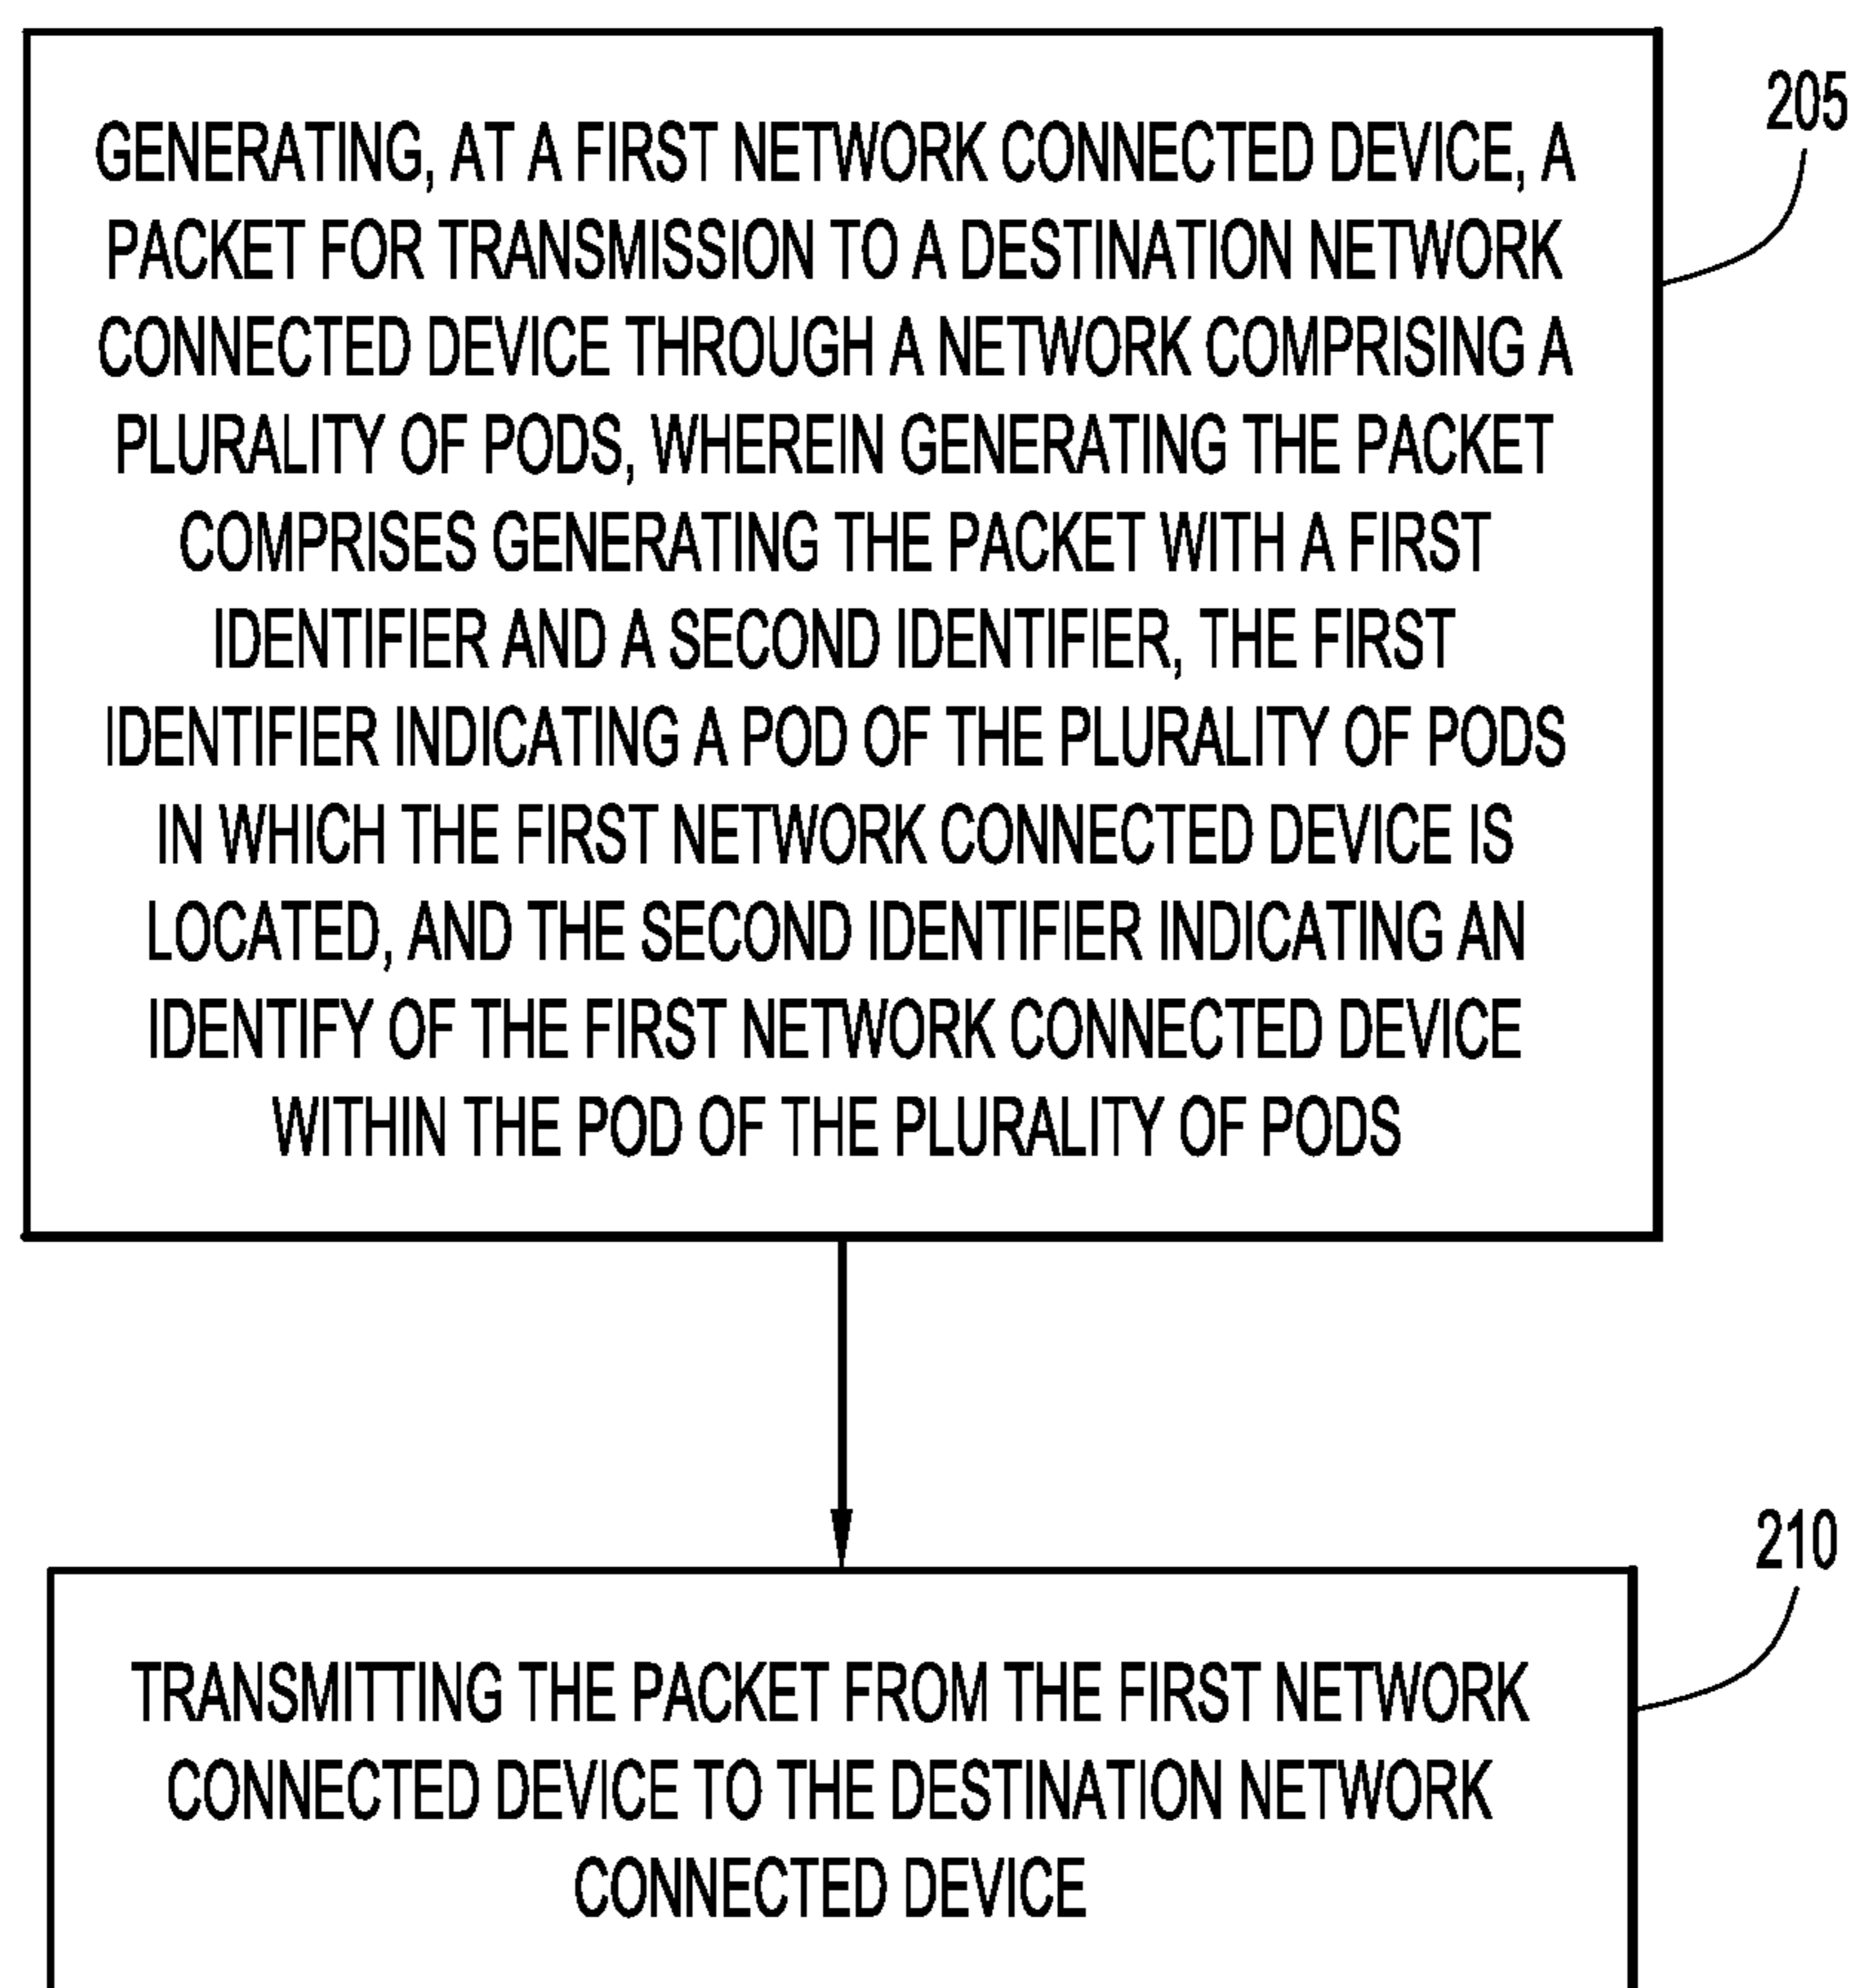 205
GENERATING, AT A FIRST NETWORK CONNECTED DEVICE, A
PACKET FOR TRANSMISSION TO A DESTINATION NETWORK
CONNECTED DEVICE THROUGH A NETWORK COMPRISING A
PLURALITY OF PODS, WHEREIN GENERATING THE PACKET
COMPRISES GENERATING THE PACKET WITH A FIRST
IDENTIFIER AND A SECOND IDENTIFIER, THE FIRST
IDENTIFIER INDICATING A POD OF THE PLURALITY OF PODS
IN WHICH THE FIRST NETWORK CONNECTED DEVICE IS
LOCATED, AND THE SECOND IDENTIFIER INDICATING AN
IDENTIFY OF THE FIRST NETWORK CONNECTED DEVICE
WITHIN THE POD OF THE PLURALITY OF PODS
210
TRANSMITTING THE PACKET FROM THE FIRST NETWORK
CONNECTED DEVICE TO THE DESTINATION NETWORK
CONNECTED DEVICE